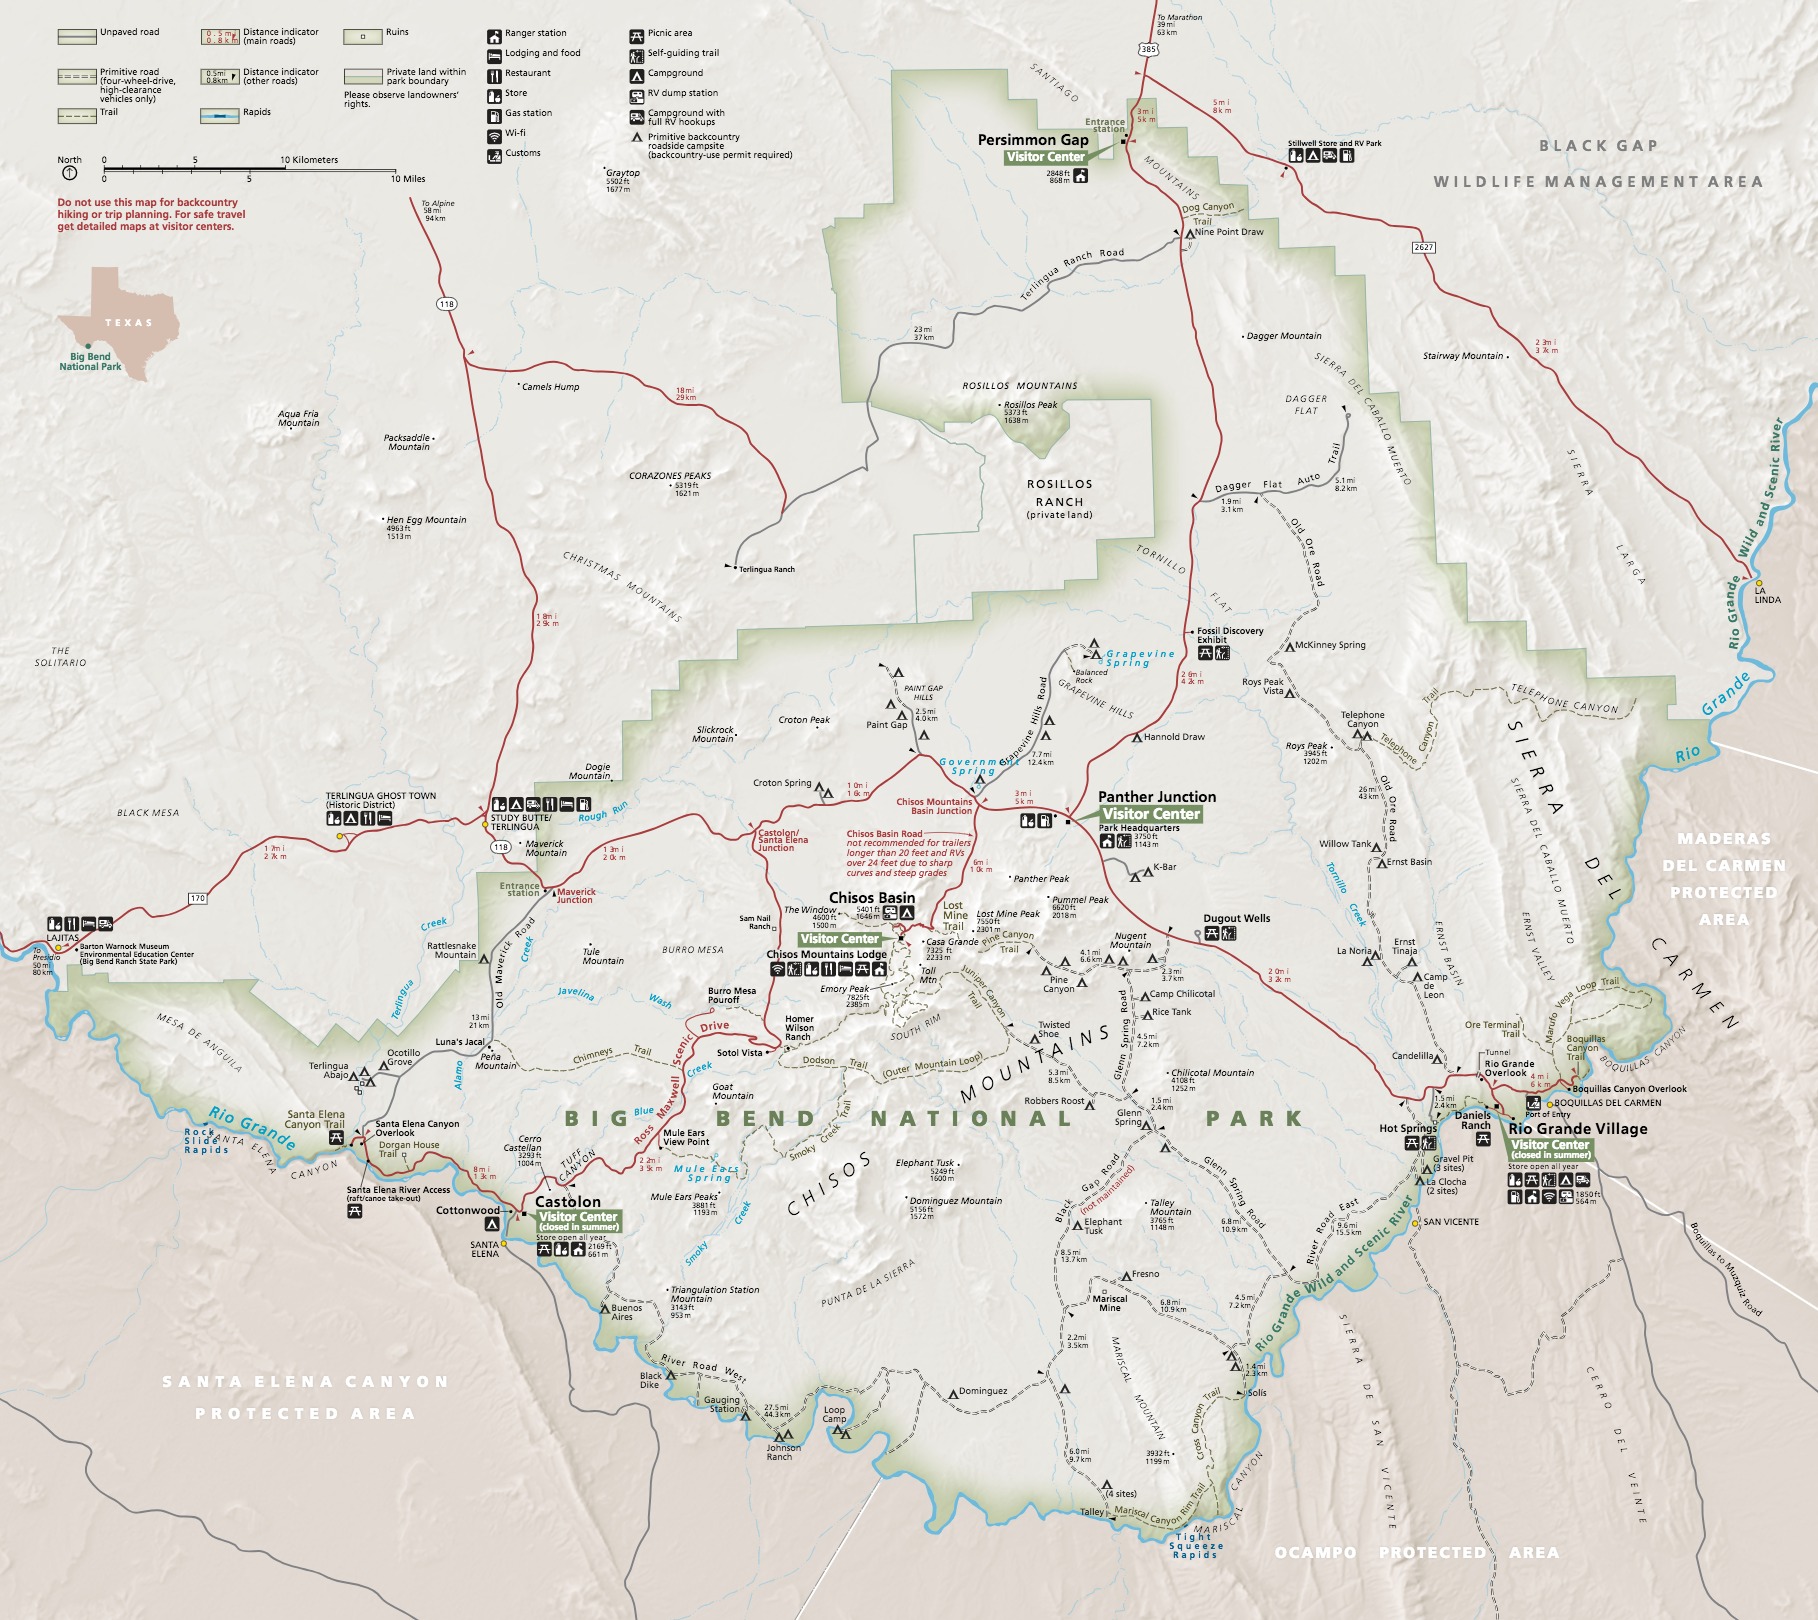 Unpaved road
Primitive road
(four-wheel-drive,
high-clearance
vehicles only)
Trail
0.5mi
0.8km
Distance indicator
(main roads)
0.5mi
0.8km
Distance indicator
(other roads)
Rapids
Ruins
Private land within
park boundary
Please observe landowners'
rights.
Ranger station
Lodging and food
Restaurant
Store
Gas station
Wi-fi
Customs
Picnic area
Self-guiding trail
Campground
RV dump station
Campground with
full RV hookups
Primitive backcountry
roadside campsite
(backcountry-use permit required)
North
0 5 10 Kilometers
0 5 10 Miles
Do not use this map for backcountry
hiking or trip planning. For safe travel
get detailed maps at visitor centers.
TEXAS
Big Bend
National Park
To Alpine
58 mi
94 km
Graytop
5502 ft
1677 m
To Marathon
39 mi
63 km
385
SANTIAGO
MOUNTAINS
3 mi
5 km
5 mi
8 km
Entrance
station
Persimmon Gap
Visitor Center
2848 ft
868 m
Stillwell Store and RV Park
BLACK GAP
WILDLIFE MANAGEMENT AREA
Dog Canyon
Trail
Nine Point Draw
Terlingua Ranch Road
2627
118
23 mi
37 km
Dagger Mountain
Stairway Mountain
23 mi
37 km
SIERRA DEL CABALLO MUERTO
Camels Hump
18 mi
29 km
ROSILLOS MOUNTAINS
Rosillos Peak
5373 ft
1638 m
DAGGER
FLAT
Aqua Fria
Mountain
Packsaddle
Mountain
CORAZONES PEAKS
5319 ft
1621 m
ROSILLOS
RANCH
(private land)
Dagger Flat Auto Trail
1.9 mi
3.1 km
5.1 mi
8.2 km
SIERRA
LARGA
Rio Grande Wild and Scenic River
LA
LINDA
Hen Egg Mountain
4963 ft
1513 m
CHRISTMAS MOUNTAINS
Terlingua Ranch
TORNILLO
FLAT
Old Ore Road
18 mi
29 km
THE
SOLITARIO
Fossil Discovery
Exhibit
McKinney Spring
Grapevine
Spring
Balanced
Rock
GRAPEVINE HILLS
26 mi
42 km
Roys Peak
Vista
TELEPHONE CANYON
Telephone
Canyon
Telephone Canyon Trail
PAINT GAP
HILLS
2.5 mi
4.0 km
Paint Gap
Grapevine Hills Road
7.7 mi
12.4 km
Hannold Draw
Roys Peak
3945 ft
1202 m
Rio Grande
Slickrock
Mountain
Croton Peak
Dogie
Mountain
Croton Spring
Government
Spring
10 mi
16 km
Chisos Mountains
Basin Junction
3 mi
5 km
Panther Junction
Visitor Center
Park Headquarters
3750 ft
1143 m
26 mi
43 km
Old Ore Road
SIERRA DEL CARMEN
SIERRA DEL CABALLO MUERTO
MADERAS
DEL CARMEN
PROTECTED
AREA
BLACK MESA
TERLINGUA GHOST TOWN
(Historic District)
STUDY BUTTE/
TERLINGUA
118
Rough Run
Maverick
Mountain
13 mi
20 km
Castolon/
Santa Elena
Junction
Chisos Basin Road
not recommended for trailers
longer than 20 feet and RVs
over 24 feet due to sharp
curves and steep grades
6 mi
10 km
K-Bar
Willow Tank
Ernst Basin
17 mi
27 km
170
Entrance
station
Maverick
Junction
Panther Peak
Pummel Peak
6620 ft
2018 m
Tornillo
Creek
Chisos Basin
5401 ft
1646 m
The Window
4600 ft
1500 m
Visitor Center
Chisos Mountains Lodge
Lost
Mine
Trail
Lost Mine Peak
7550 ft
2301 m
Casa Grande
7325 ft
2233 m
Pine Canyon
Trail
Toll
Mtn
Nugent
Mountain
Dugout Wells
20 mi
32 km
LAJITAS
To
Presidio
50 mi
80 km
Barton Warnock Museum
Environmental Education Center
(Big Bend Ranch State Park)
Rattlesnake
Mountain
Creek
Creek
Old Maverick Road
13 mi
21 km
Sam Nail
Ranch
BURRO MESA
Tule
Mountain
Emory Peak
7825 ft
2385 m
Juniper Canyon
Trail
4.1 mi
6.6 km
Pine
Canyon
2.3 mi
3.7 km
La Noria
Ernst
Tinaja
ERNST BASIN
ERNST VALLEY
Camp
de
Leon
Camp Chilicotal
Rice Tank
Glenn Spring Road
Terlingua
Javelina
Wash
Burro Mesa
Pouroff
Homer
Wilson
Ranch
SOUTH RIM
Twisted
Shoe
4.5 mi
7.2 km
Marufo Vega Loop Trail
Ore Terminal
Trail
Boquillas
Canyon
Trail
BOQUILLAS CANYON
MESA DE ANGUILA
Luna's Jacal
Peña
Mountain
Chimneys Trail
Sotol Vista
Dodson Trail
(Outer Mountain Loop)
CHISOS MOUNTAINS
5.3 mi
8.5 km
Candelilla
Tunnel
Rio Grande
Overlook
4 mi
6 km
Boquillas Canyon Overlook
Terlingua
Abajo
Ocotillo
Grove
Alamo
Creek
Ross Maxwell Scenic Drive
Goat
Mountain
Blue
Robbers Roost
Chilicotal Mountain
4108 ft
1252 m
1.5 mi
2.4 km
Glenn
Spring
1.5 mi
2.4 km
BOQUILLAS DEL CARMEN
Port of Entry
Rio Grande
Rock
Slide
Rapids
SANTA ELENA
CANYON
Santa Elena
Canyon Trail
Santa Elena Canyon
Overlook
Dorgan House
Trail
BIG BEND NATIONAL PARK
Daniels
Ranch
Hot Springs
Rio Grande Village
Visitor Center
(closed in summer)
Store open all year
1850 ft
564 m
Cerro
Castellan
3293 ft
1004 m
TUFF
CANYON
Mule Ears
View Point
22 mi
35 km
Mule Ears
Spring
Smoky Creek Trail
Elephant Tusk
5249 ft
1600 m
Gravel Pit
(3 sites)
La Clocha
(2 sites)
Santa Elena River Access
(raft/canoe take-out)
8 mi
13 km
Castolon
Visitor Center
(closed in summer)
Store open all year
2169 ft
661 m
Cottonwood
SANTA
ELENA
Mule Ears Peaks
3881 ft
1193 m
Smoky
Creek
Dominguez Mountain
5156 ft
1572 m
Black Gap Road
(not maintained)
Elephant
Tusk
Talley
Mountain
3765 ft
1148 m
Glenn Spring Road
6.8 mi
10.9 km
River Road East
9.6 mi
15.5 km
SAN VICENTE
Boquillas to Muzquiz Road
8.5 mi
13.7 km
PUNTA DE LA SIERRA
Triangulation Station
Mountain
3143 ft
953 m
Buenos
Aires
Fresno
Mariscal
Mine
6.8 mi
10.9 km
4.5 mi
7.2 km
Rio Grande Wild and Scenic River
2.2 mi
3.5 km
River Road West
Black
Dike
Gauging
Station
27.5 mi
44.3 km
Johnson
Ranch
Loop
Camp
Dominguez
MARISCAL MOUNTAIN
1.4 mi
2.3 km
Solis
Cross Canyon Trail
SIERRA DE SAN VICENTE
CERRO DEL VEINTE
SANTA ELENA CANYON
PROTECTED AREA
6.0 mi
9.7 km
3932 ft
1199 m
(4 sites)
Talley
Mariscal Canyon Rim Trail
MARISCAL CANYON
Tight
Squeeze
Rapids
OCAMPO PROTECTED AREA